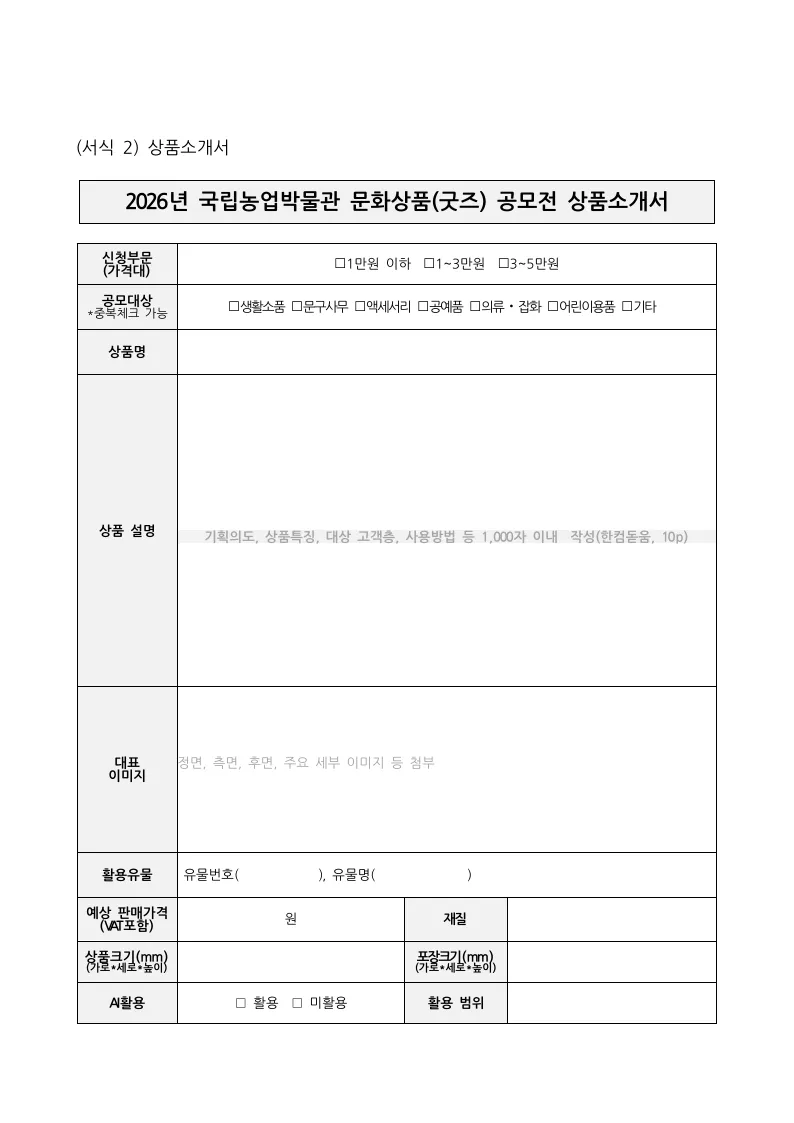 (서식 2) 상품소개서
2026년 국립농업박물관 문화상품(굿즈) 공모전 상품소개서
신청부문
(가격대)
□1만원 이하 □1~3만원 □3~5만원
공모대상
*중복체크 가능
□생활소품 □문구사무 □액세서리 □공예품 □의류・잡화 □어린이용품 □기타
상품명
상품 설명
기획의도, 상품특징, 대상 고객층, 사용방법 등 1,000자 이내 작성(한컴돋움, 10p)
대표
이미지
정면, 측면, 후면, 주요 세부 이미지 등 첨부
활용유물
유물번호( ), 유물명( )
예상 판매가격
(VAT포함)
원
재질
상품크기(mm)
(가로*세로*높이)
포장크기(mm)
(가로*세로*높이)
AI활용
□ 활용 □ 미활용
활용 범위